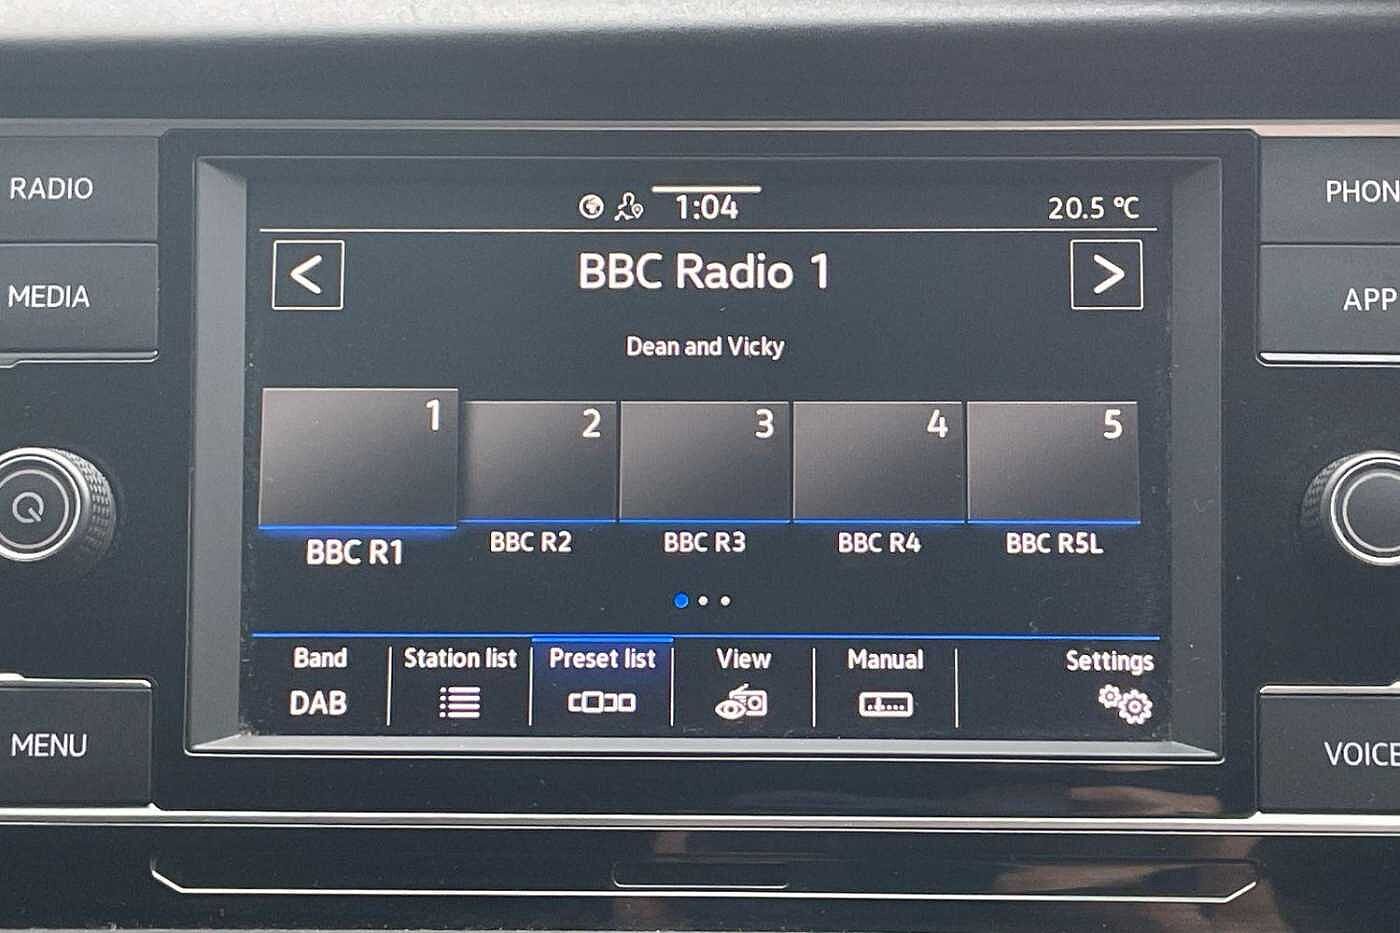 RADIO
MEDIA
MENU
1:04
20.5 °C
<
BBC Radio 1
>
Dean and Vicky
1
2
3
4
5
BBC R1
BBC R2
BBC R3
BBC R4
BBC R5L
Band
DAB
Station list
Preset list
View
Manual
Settings
PHON
APP
VOICE